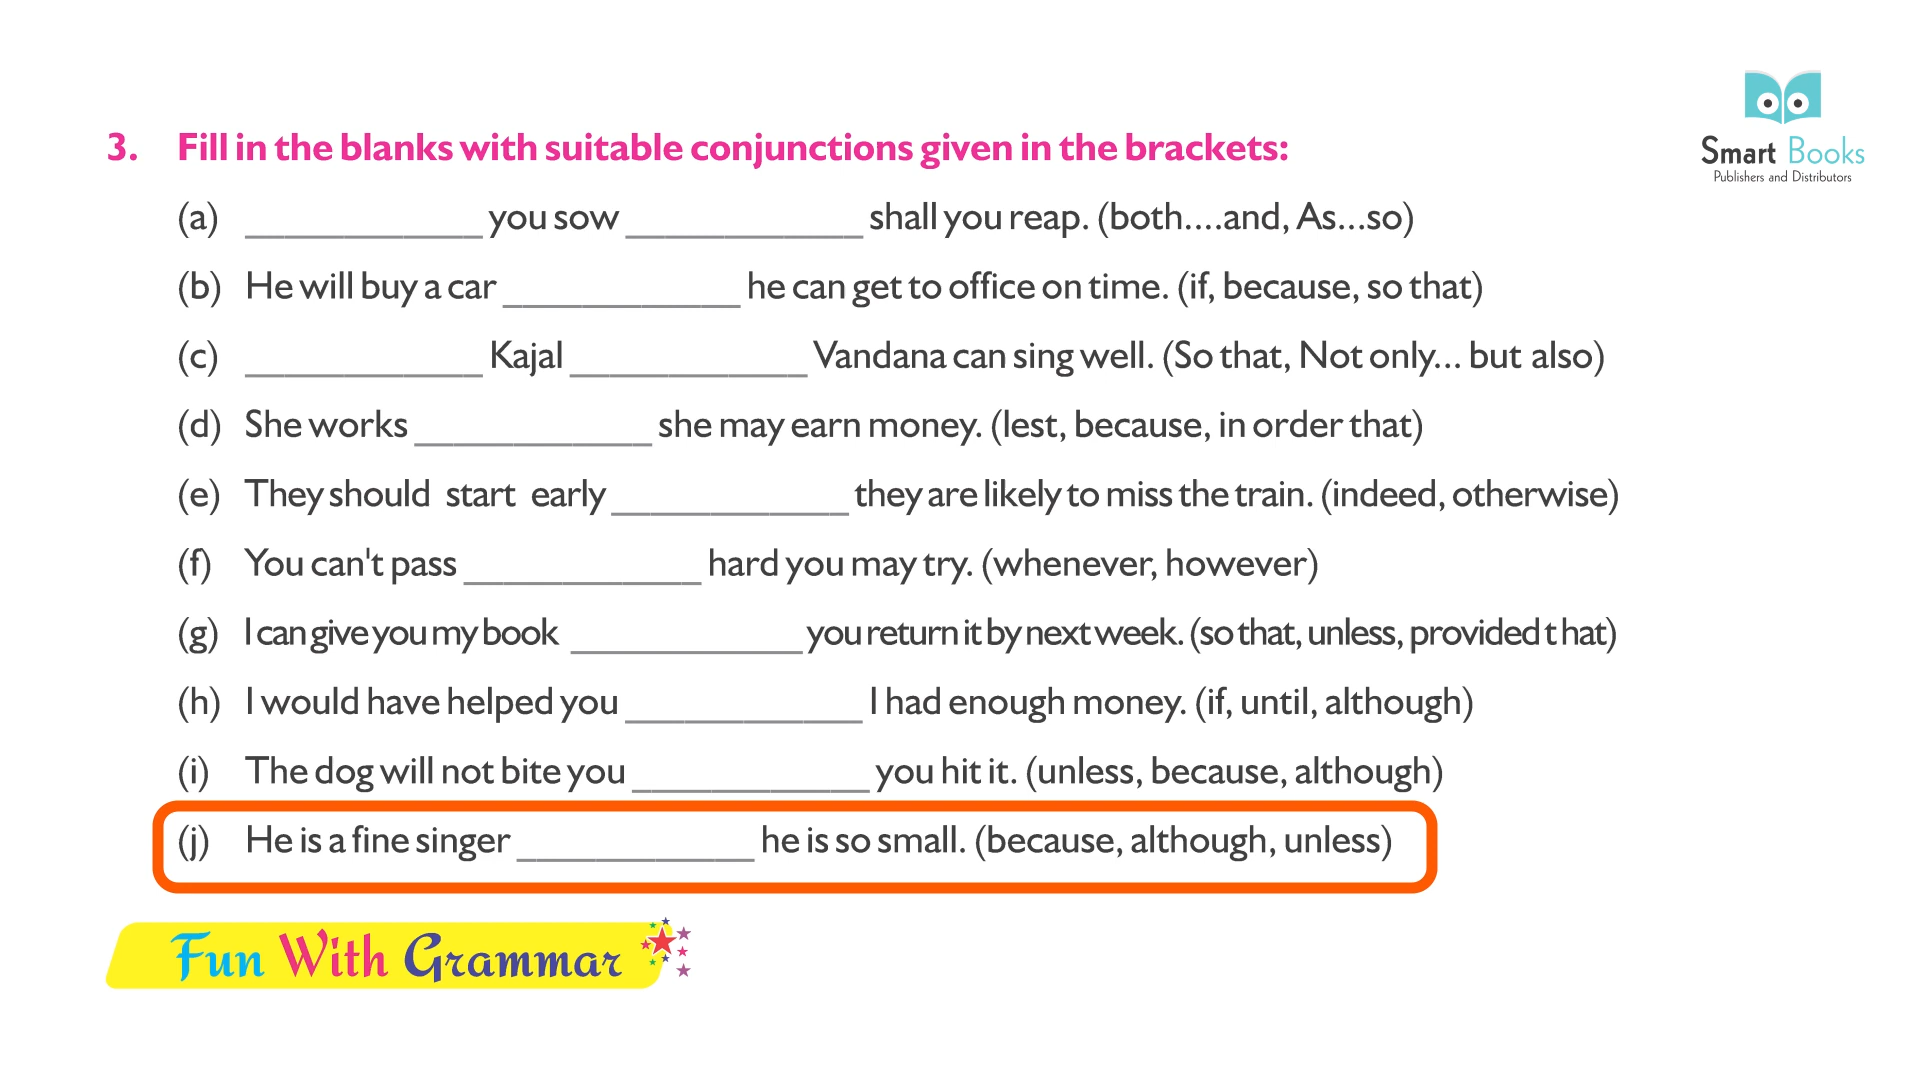 Smart Books
Publishers and Distributors
3. Fill in the blanks with suitable conjunctions given in the brackets:
(a) ____________ you sow ____________ shall you reap. (both....and, As...so)
(b) He will buy a car ____________ he can get to office on time. (if, because, so that)
(c) ____________ Kajal ____________ Vandana can sing well. (So that, Not only... but also)
(d) She works ____________ she may earn money. (lest, because, in order that)
(e) They should start early ____________ they are likely to miss the train. (indeed, otherwise)
(f) You can't pass ____________ hard you may try. (whenever, however)
(g) I can give you my book ____________ you return it by next week. (so that, unless, provided t hat)
(h) I would have helped you ____________ I had enough money. (if, until, although)
(i) The dog will not bite you ____________ you hit it. (unless, because, although)
(j) He is a fine singer ____________ he is so small. (because, although, unless)
Fun With Grammar